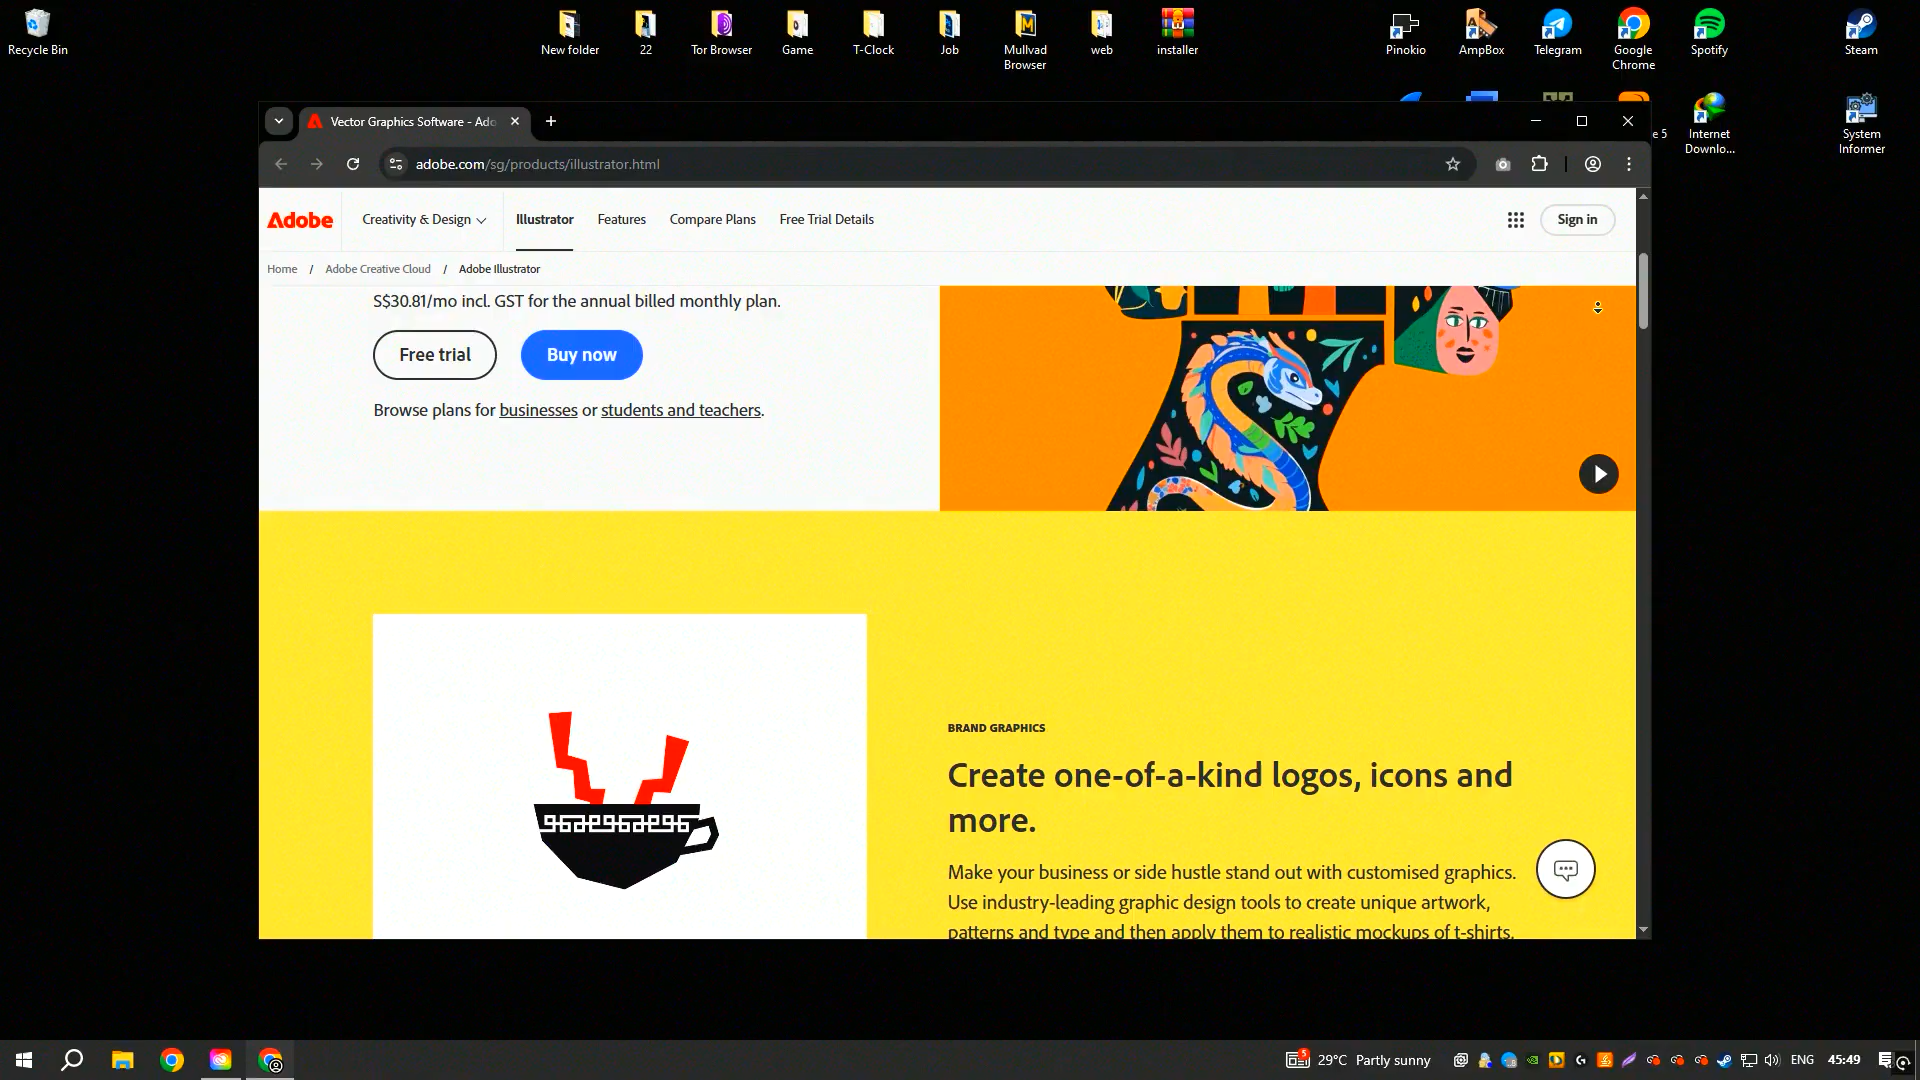 Recycle Bin
New folder
22
Tor Browser
Game
T-Clock
Job
Mullvad
Browser
web
installer
Pinokio
AmpBox
Telegram
Google
Chrome
Spotify
Steam
e 5
Internet
Downlo...
System
Informer
Vector Graphics Software - Ado
adobe.com/sg/products/illustrator.html
Adobe
Creativity & Design
Illustrator
Features
Compare Plans
Free Trial Details
Sign in
Home / Adobe Creative Cloud / Adobe Illustrator
S$30.81/mo incl. GST for the annual billed monthly plan.
Free trial
Buy now
Browse plans for businesses or students and teachers.
BRAND GRAPHICS
Create one-of-a-kind logos, icons and
more.
Make your business or side hustle stand out with customised graphics.
Use industry-leading graphic design tools to create unique artwork,
patterns and type and then apply them to realistic mockups of t-shirts,
5
29°C Partly sunny
ENG
45:49